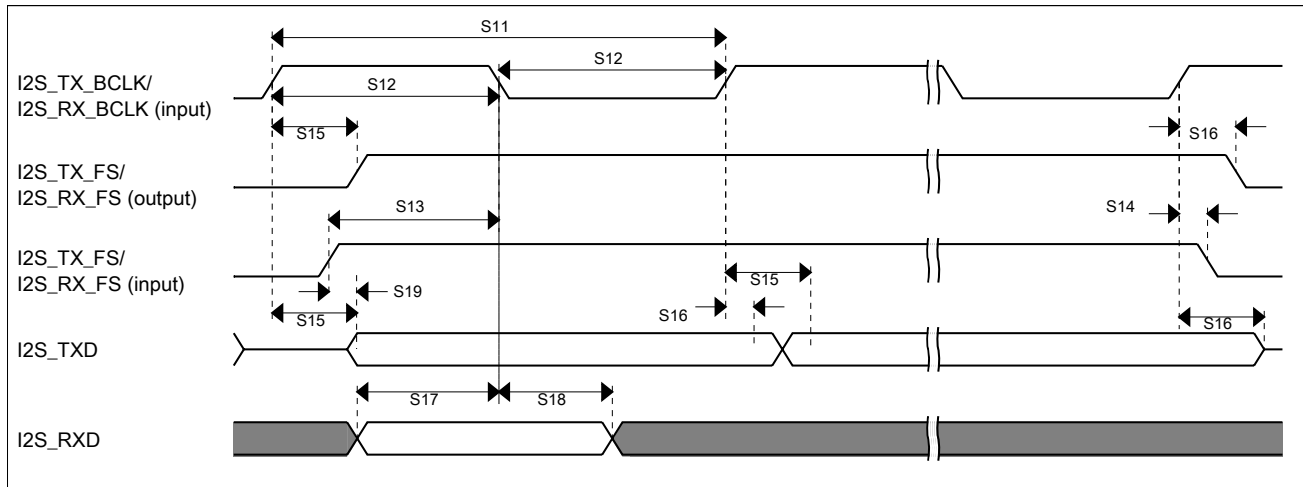 S11
I2S_TX_BCLK/
I2S_RX_BCLK (input)
S12
S12
S15
S16
I2S_TX_FS/
I2S_RX_FS (output)
S13
S14
I2S_TX_FS/
I2S_RX_FS (input)
S15
S19
S15
S16
S16
I2S_TXD
S17
S18
I2S_RXD